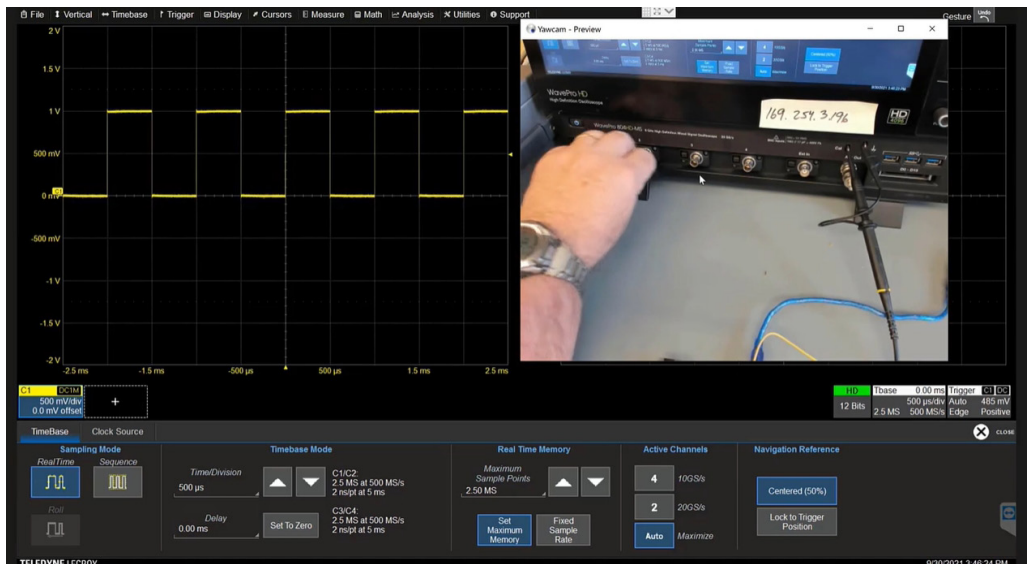 File Vertical Timebase Trigger Display Cursors Measure Math Analysis Utilities Support
Gesture Undo
Yawcam - Preview
WavePro HD
High Definition Oscilloscope
169.254.3.196
HD
4096
2 V
1.5 V
1 V
500 mV
C1
0 mV
-500 mV
-1 V
-1.5 V
-2 V
-2.5 ms -1.5 ms -500 µs 500 µs 1.5 ms 2.5 ms
C1 DC1M
500 mV/div
0.0 mV offset
+
HD
12 Bits
Tbase 0.00 ms
500 µs/div
2.5 MS 500 MS/s
Trigger C1 DC
Auto 485 mV
Edge Positive
TimeBase Clock Source
CLOSE
Sampling Mode
RealTime Sequence
Roll
Timebase Mode
Time/Division
500 µs
Delay
0.00 ms
Set To Zero
C1/C2:
2.5 MS at 500 MS/s
2 ns/pt at 5 ms
C3/C4:
2.5 MS at 500 MS/s
2 ns/pt at 5 ms
Real Time Memory
Maximum
Sample Points
2.50 MS
Set
Maximum
Memory
Fixed
Sample
Rate
Active Channels
4 10GS/s
2 20GS/s
Auto Maximize
Navigation Reference
Centered (50%)
Lock to Trigger
Position
TELEDYNE LECROY
9/20/2021 3:46:24 PM